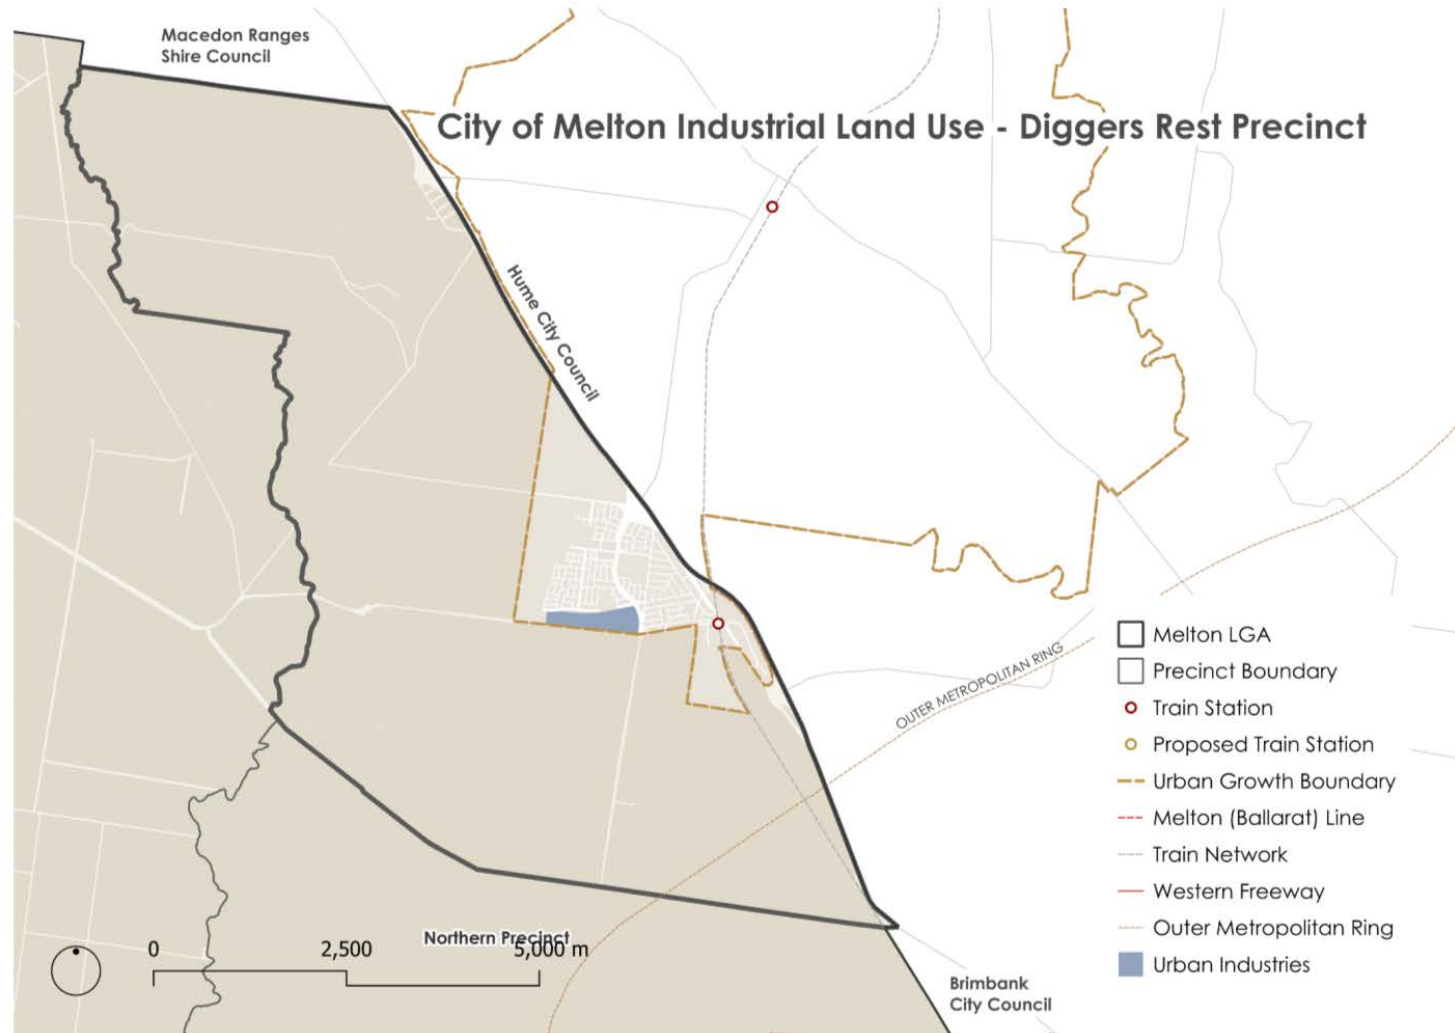 Macedon Ranges
Shire Council
City of Melton Industrial Land Use - Diggers Rest Precinct
Hume City Council
OUTER METROPOLITAN RING
Melton LGA
Precinct Boundary
Train Station
Proposed Train Station
Urban Growth Boundary
Melton (Ballarat) Line
Train Network
Western Freeway
Outer Metropolitan Ring
Urban Industries
Northern Precinct
0 2,500 5,000 m
Brimbank
City Council